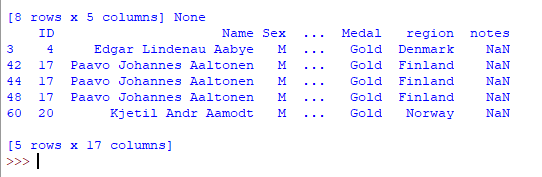 [8 rows x 5 columns] None
ID Name Sex ... Medal region notes
3 4 Edgar Lindenau Aabye M ... Gold Denmark NaN
42 17 Paavo Johannes Aaltonen M ... Gold Finland NaN
44 17 Paavo Johannes Aaltonen M ... Gold Finland NaN
48 17 Paavo Johannes Aaltonen M ... Gold Finland NaN
60 20 Kjetil Andr Aamodt M ... Gold Norway NaN
[5 rows x 17 columns]
>>>